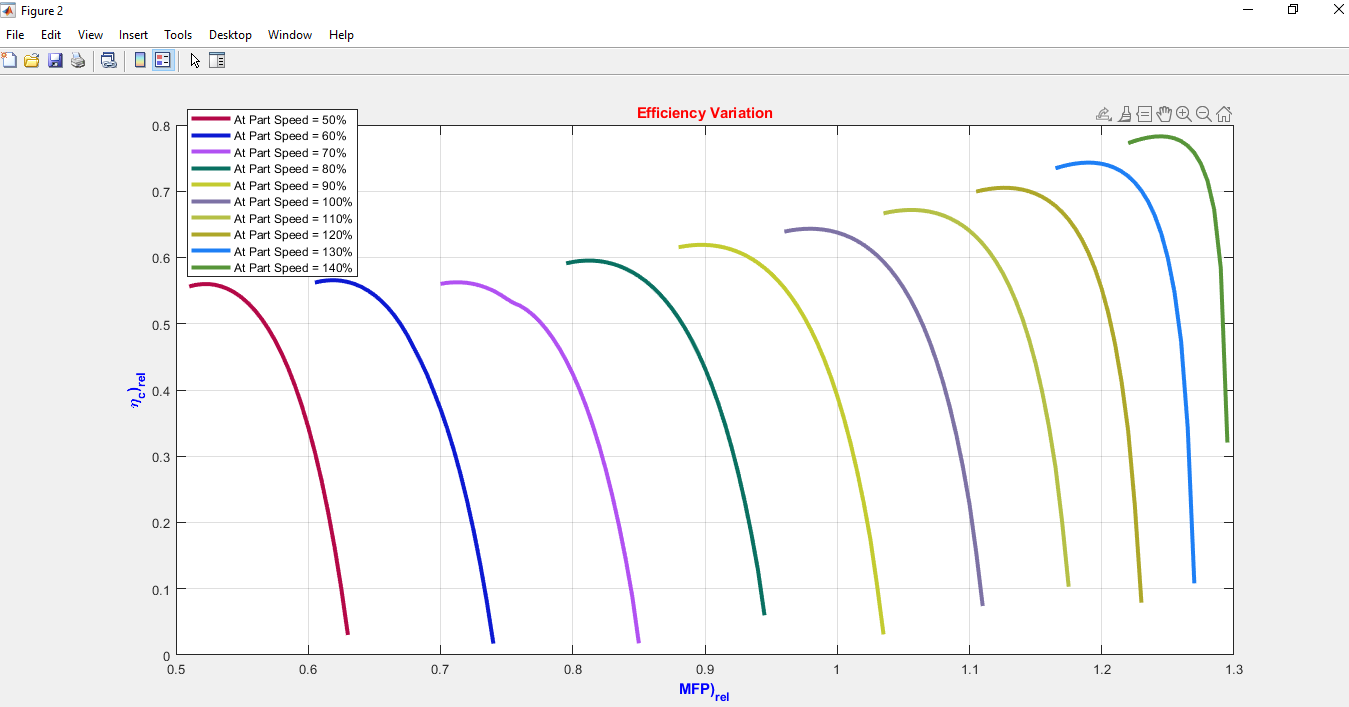 Figure 2
File Edit View Insert Tools Desktop Window Help
Efficiency Variation
At Part Speed = 50%
At Part Speed = 60%
At Part Speed = 70%
At Part Speed = 80%
At Part Speed = 90%
At Part Speed = 100%
At Part Speed = 110%
At Part Speed = 120%
At Part Speed = 130%
At Part Speed = 140%
0.8
0.7
0.6
0.5
0.4
0.3
0.2
0.1
0
η_c)_rel
0.5 0.6 0.7 0.8 0.9 1 1.1 1.2 1.3
MFP)_rel